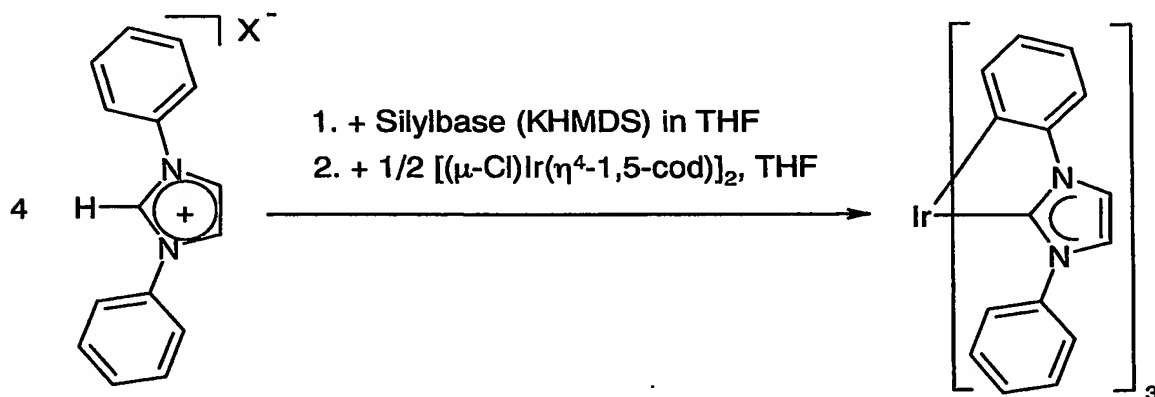 X⁻
1. + Silylbase (KHMDS) in THF
2. + 1/2 [(μ-Cl)Ir(η⁴-1,5-cod)]₂, THF
4 H + N N
Ir N N 3